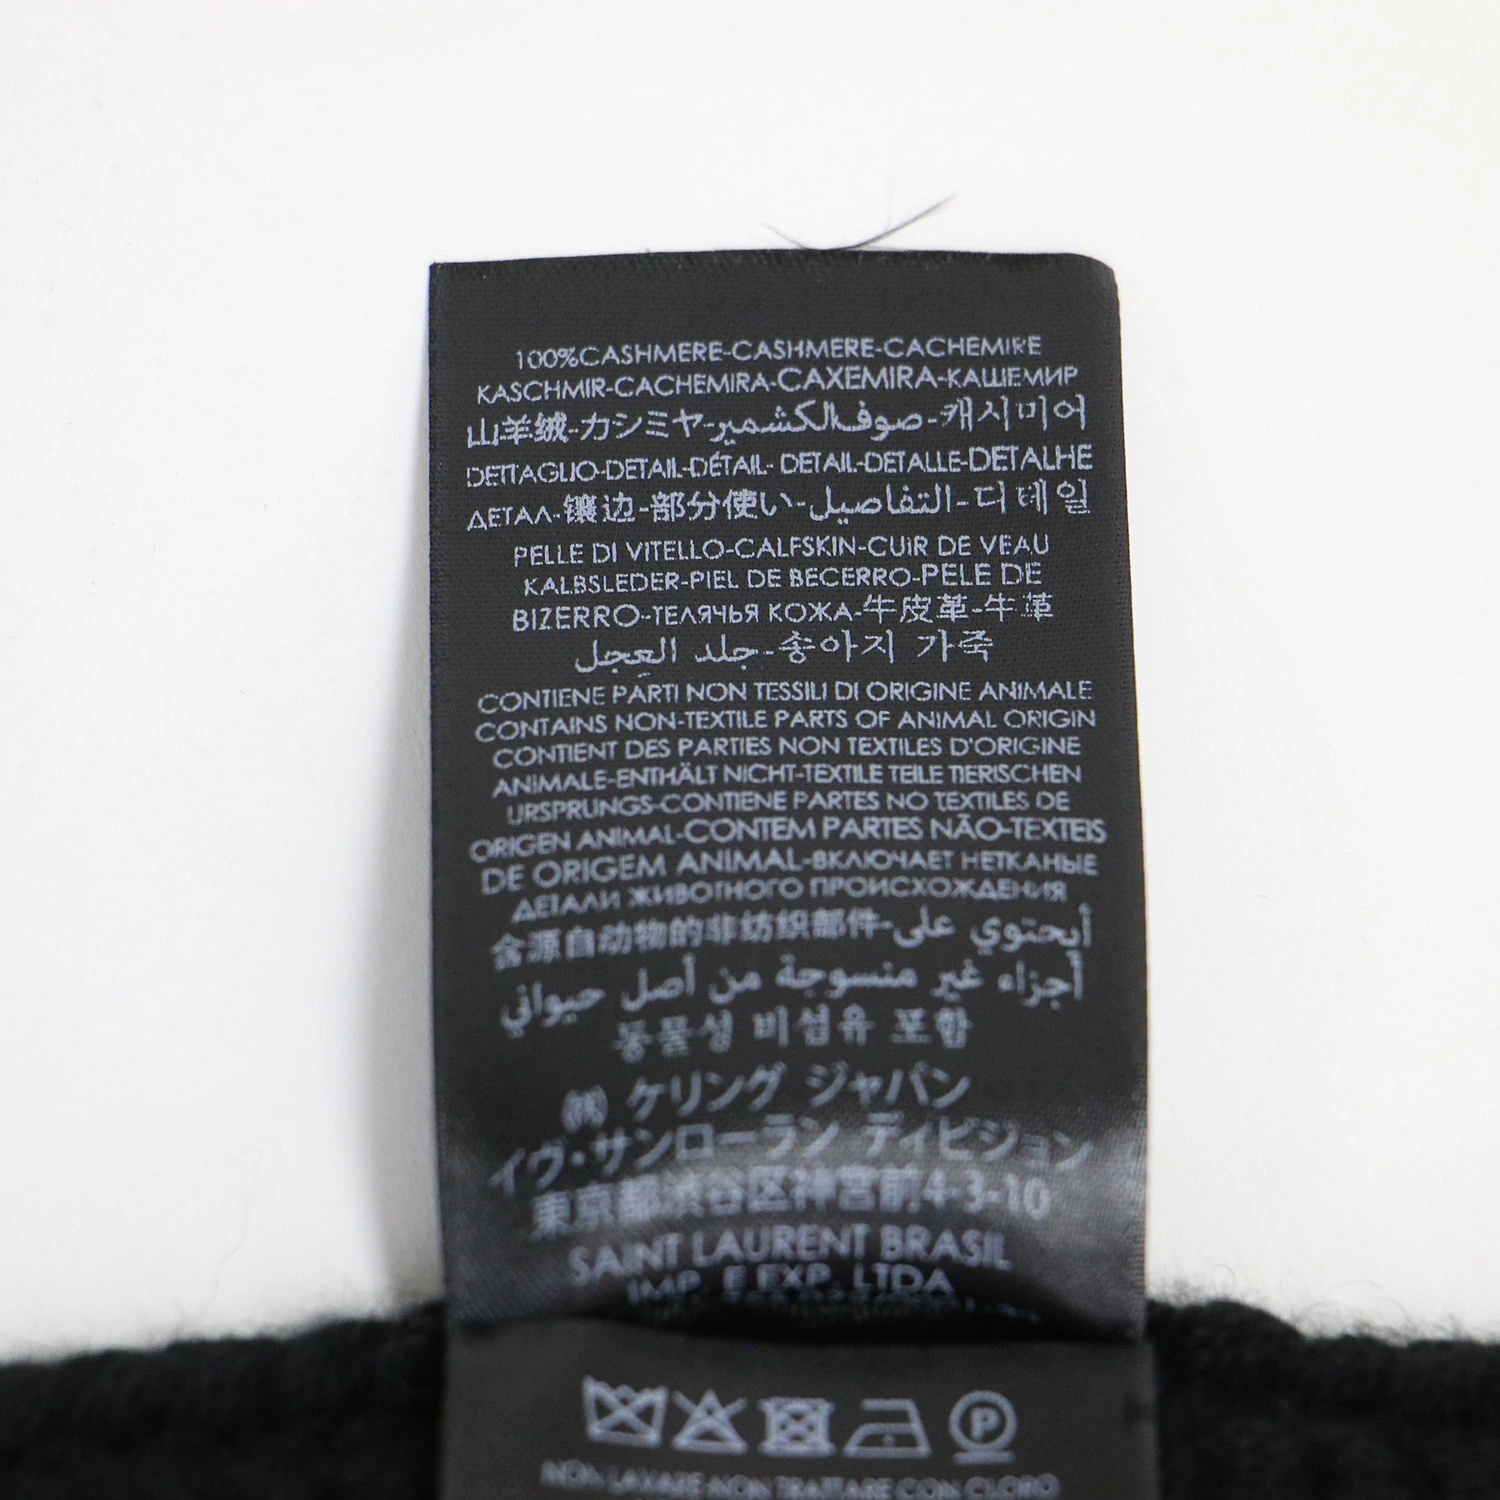 100%CASHMERE-CASHMERE-CACHEMIRE
KASCHMIR-CACHEMIRA-CAXEMIRA-КАШЕМИР
山羊绒-カシミヤ-صوف الكشمير-캐시미어
DETTAGLIO-DETAIL-DÉTAIL- DETAIL-DETALLE-DETALHE
ДЕТАЛ-镶边-部分使い-التفاصيل-디테일
PELLE DI VITELLO-CALFSKIN-CUIR DE VEAU
KALBSLEDER-PIEL DE BECERRO-PELE DE
BIZERRO-ТЕЛЯЧЬЯ КОЖА-牛皮革-牛革
جلد العجل-송아지 가죽
CONTIENE PARTI NON TESSILI DI ORIGINE ANIMALE
CONTAINS NON-TEXTILE PARTS OF ANIMAL ORIGIN
CONTIENT DES PARTIES NON TEXTILES D'ORIGINE
ANIMALE-ENTHÄLT NICHT-TEXTILE TEILE TIERISCHEN
URSPRUNGS-CONTIENE PARTES NO TEXTILES DE
ORIGEN ANIMAL-CONTEM PARTES NÃO-TEXTEIS
DE ORIGEM ANIMAL-ВКЛЮЧАЕТ НЕТКАНЫЕ
ДЕТАЛИ ЖИВОТНОГО ПРОИСХОЖДЕНИЯ
含源自动物的非纺织部件-أيحتوي على
أجزاء غير منسوجة من أصل حيواني
동물성 비섬유 포함
㈱ ケリング ジャパン
イヴ・サンローラン ディビジョン
東京都渋谷区神宮前4-3-10
SAINT LAURENT BRASIL
IMP. E EXP. LTDA
P
NON LAVARE-NON TRATTARE CON CLORO